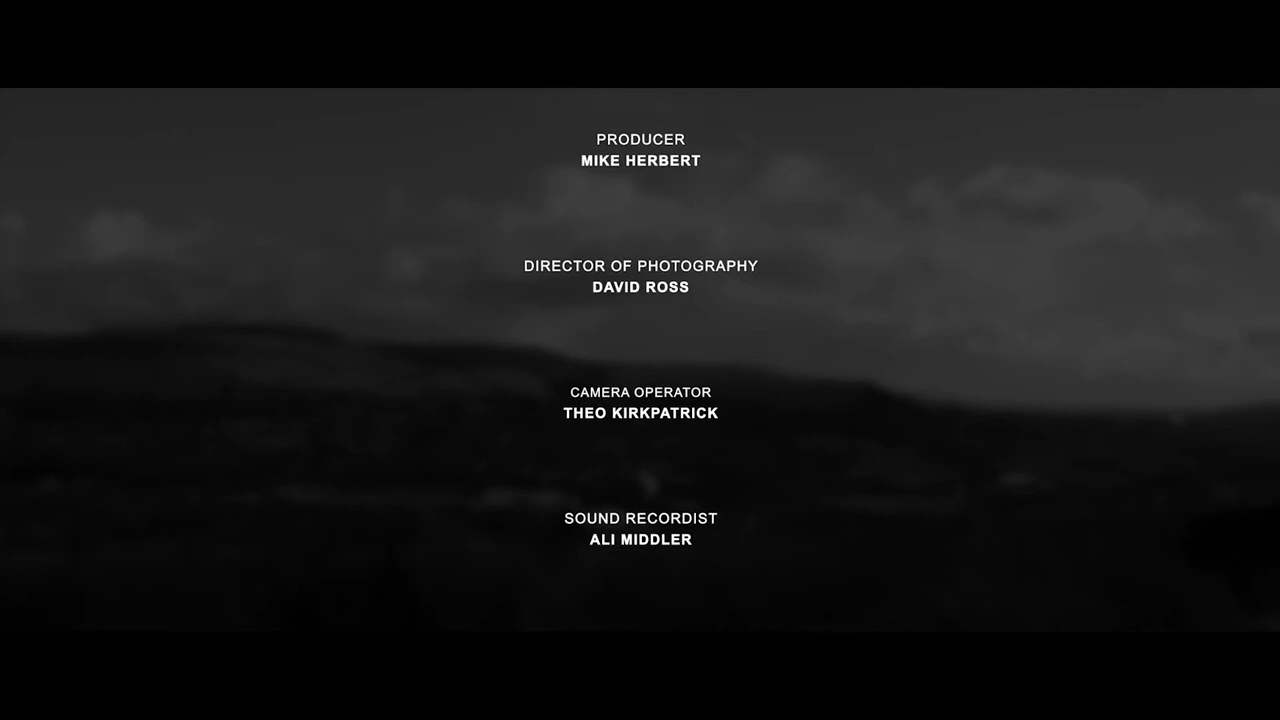 PRODUCER
MIKE HERBERT
DIRECTOR OF PHOTOGRAPHY
DAVID ROSS
CAMERA OPERATOR
THEO KIRKPATRICK
SOUND RECORDIST
ALI MIDDLER